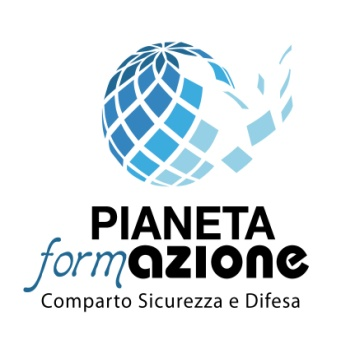 PIANETA
formazione
Comparto Sicurezza e Difesa